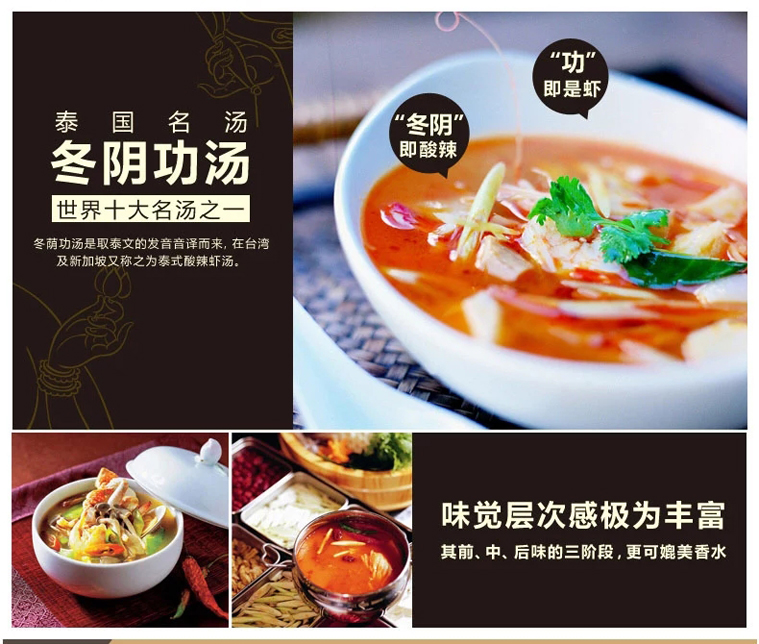 泰国名汤
冬阴功汤
世界十大名汤之一
冬荫功汤是取泰文的发音音译而来, 在台湾
及新加坡又称之为泰式酸辣虾汤。
“冬阴”
即酸辣
“功”
即是虾
味觉层次感极为丰富
其前、中、后味的三阶段, 更可媲美香水